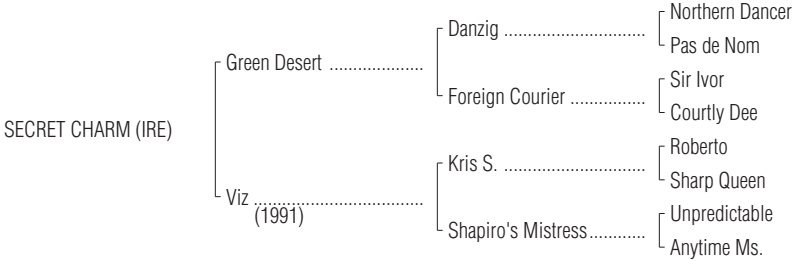 Northern Dancer
Danzig ..............................
Pas de Nom
Green Desert ....................
Sir Ivor
Foreign Courier ................
Courtly Dee
SECRET CHARM (IRE)
Roberto
Kris S. ..............................
Sharp Queen
Viz ....................................
(1991)
Unpredictable
Shapiro's Mistress............
Anytime Ms.